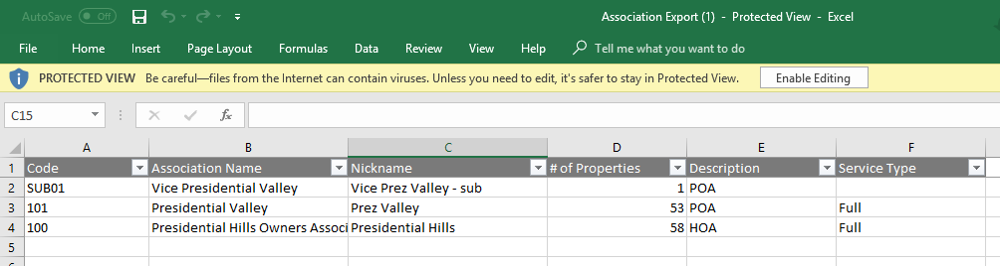 AutoSave Off Association Export (1) - Protected View - Excel
File Home Insert Page Layout Formulas Data Review View Help Tell me what you want to do
PROTECTED VIEW Be careful—files from the Internet can contain viruses. Unless you need to edit, it's safer to stay in Protected View. Enable Editing
C15 fx
A B C D E F
1 Code Association Name Nickname # of Properties Description Service Type
2 SUB01 Vice Presidential Valley Vice Prez Valley - sub 1 POA
3 101 Presidential Valley Prez Valley 53 POA Full
4 100 Presidential Hills Owners Associ Presidential Hills 58 HOA Full
5